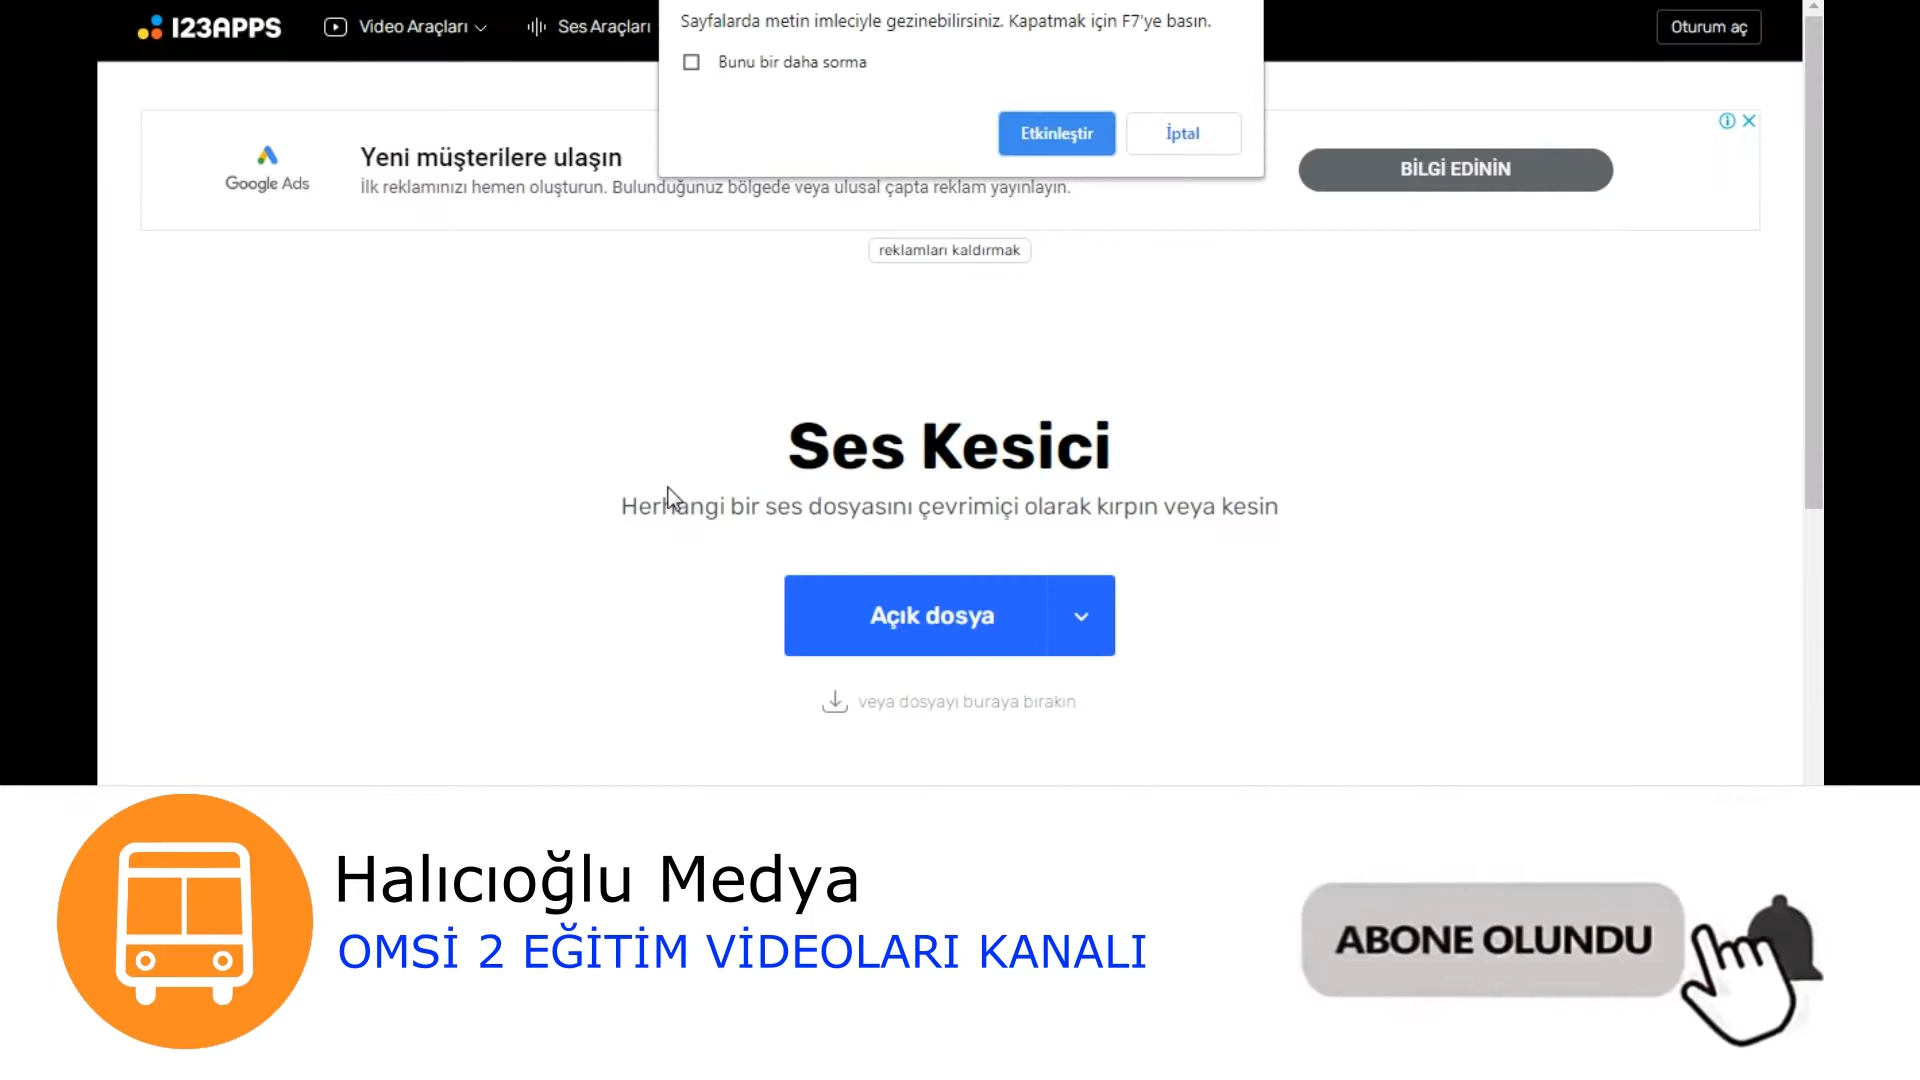 123APPS
Video Araçları
Ses Araçları
Sayfalarda metin imleciyle gezinebilirsiniz. Kapatmak için F7'ye basın.
Bunu bir daha sorma
Etkinleştir
İptal
Oturum aç
Google Ads
Yeni müşterilere ulaşın
İlk reklamınızı hemen oluşturun. Bulunduğunuz bölgede veya ulusal çapta reklam yayınlayın.
BİLGİ EDİNİN
reklamları kaldırmak
Ses Kesici
Herhangi bir ses dosyasını çevrimiçi olarak kırpın veya kesin
Açık dosya
veya dosyayı buraya bırakın
Halıcıoğlu Medya
OMSİ 2 EĞİTİM VİDEOLARI KANALI
ABONE OLUNDU